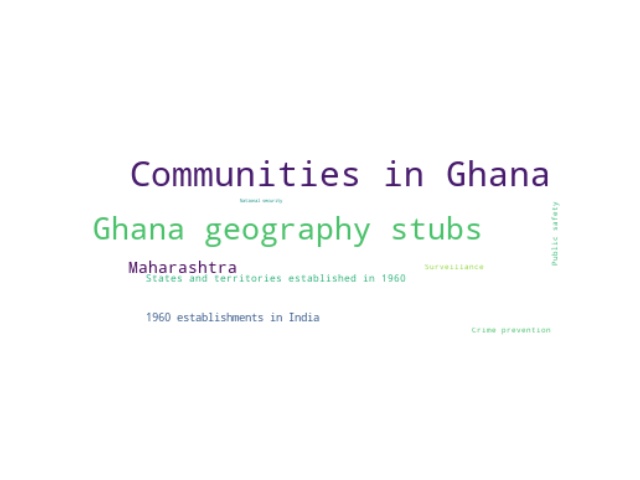 Communities in Ghana
National security
Ghana geography stubs
Public safety
Maharashtra
Surveillance
States and territories established in 1960
1960 establishments in India
Crime prevention